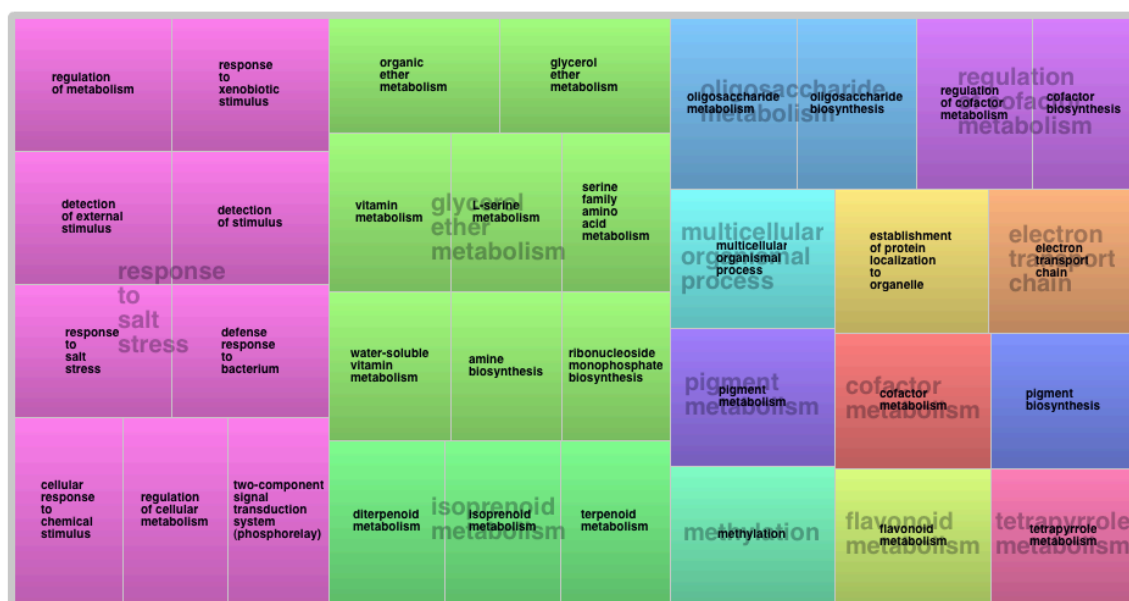 regulation
of metabolism
response
to
xenobiotic
stimulus
detection
of external
stimulus
detection
of stimulus
response
to
salt
stress
response
to
salt
stress
defense
response
to
bacterium
cellular
response
to
chemical
stimulus
regulation
of cellular
metabolism
two-component
signal
transduction
system
(phosphorelay)
organic
ether
metabolism
glycerol
ether
metabolism
vitamin
metabolism
L-serine
metabolism
serine
family
amino
acid
metabolism
glycerol
ether
metabolism
water-soluble
vitamin
metabolism
amine
biosynthesis
ribonucleoside
monophosphate
biosynthesis
diterpenoid
metabolism
isoprenoid
metabolism
isoprenoid
metabolism
terpenoid
metabolism
oligosaccharide
metabolism
oligosaccharide
metabolism
oligosaccharide
biosynthesis
regulation
of cofactor
metabolism
regulation
of cofactor
metabolism
cofactor
biosynthesis
multicellular
organismal
process
multicellular
organismal
process
establishment
of protein
localization
to
organelle
electron
transport
chain
electron
transport
chain
pigment
metabolism
pigment
metabolism
cofactor
metabolism
cofactor
metabolism
pigment
biosynthesis
methylation
methylation
flavonoid
metabolism
flavonoid
metabolism
tetrapyrrole
metabolism
tetrapyrrole
metabolism